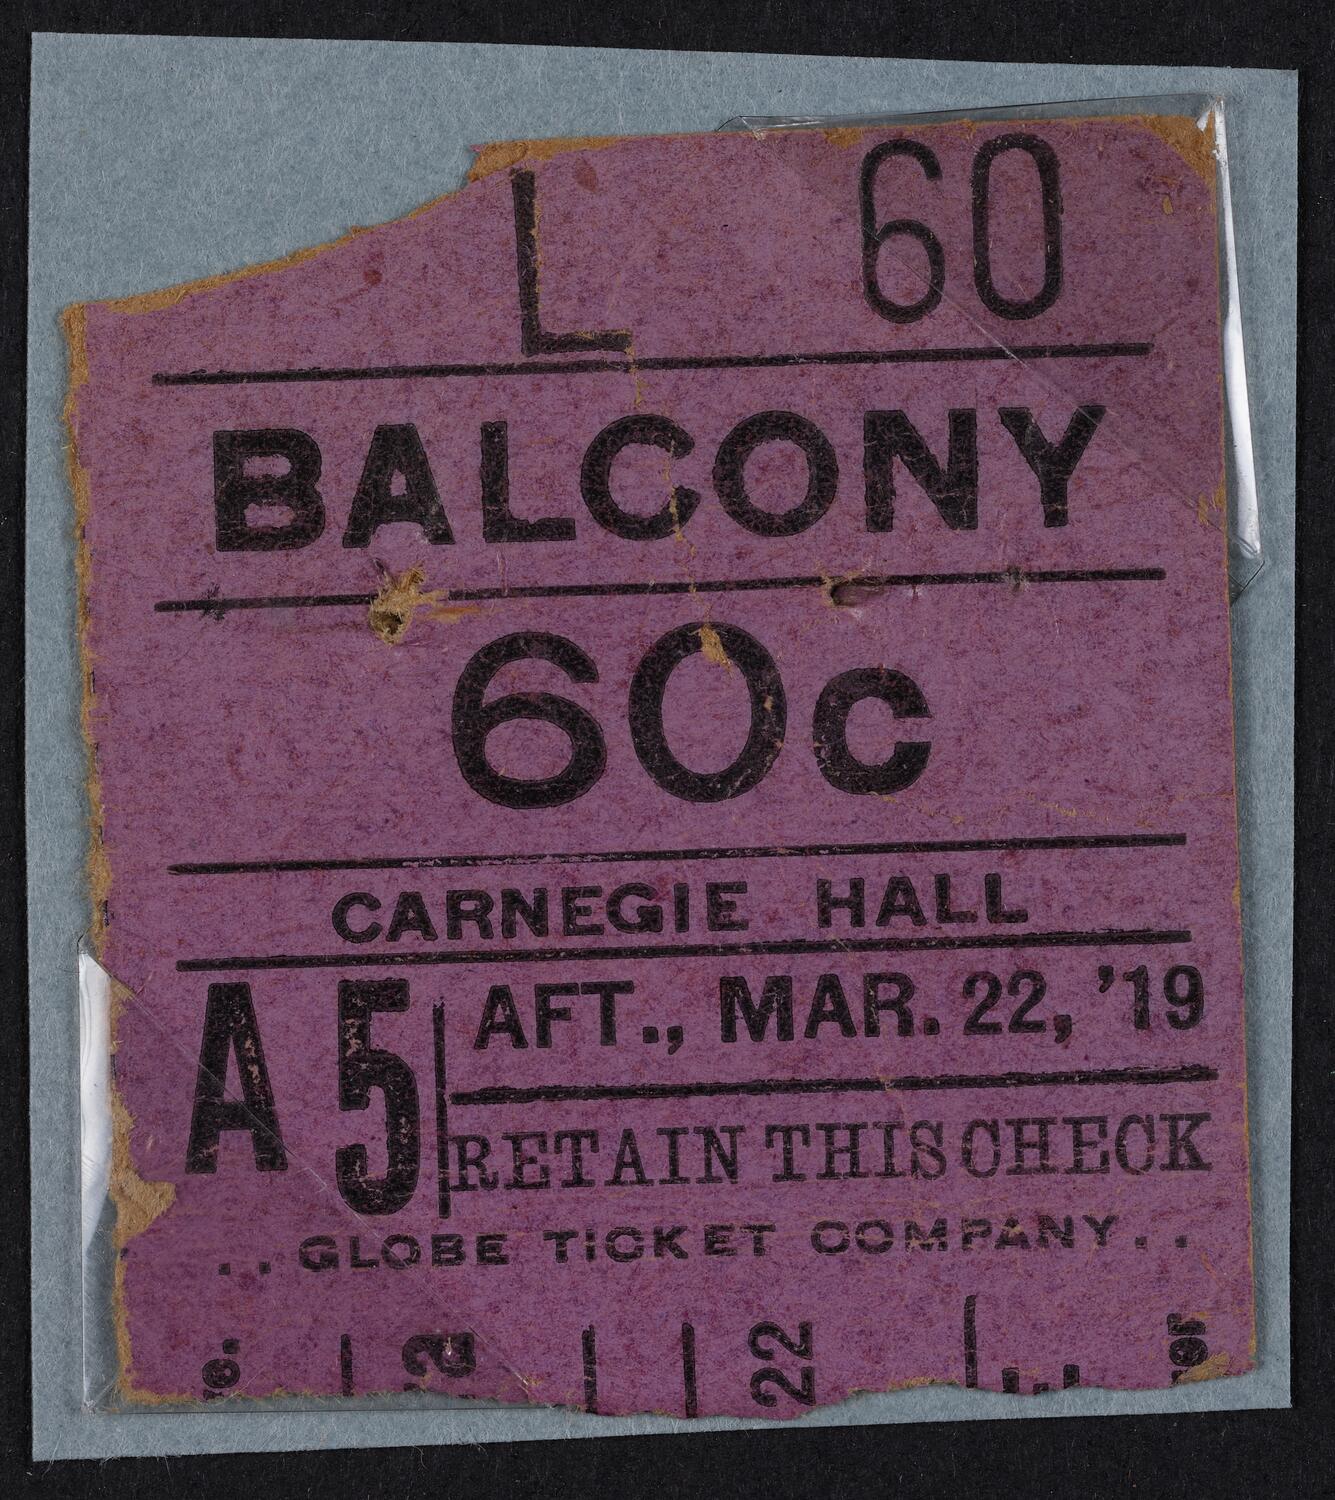 L 60
BALCONY
60c
CARNEGIE HALL
A 5
AFT., MAR. 22, '19
RETAIN THIS CHECK
. . GLOBE TICKET COMPANY . .
22